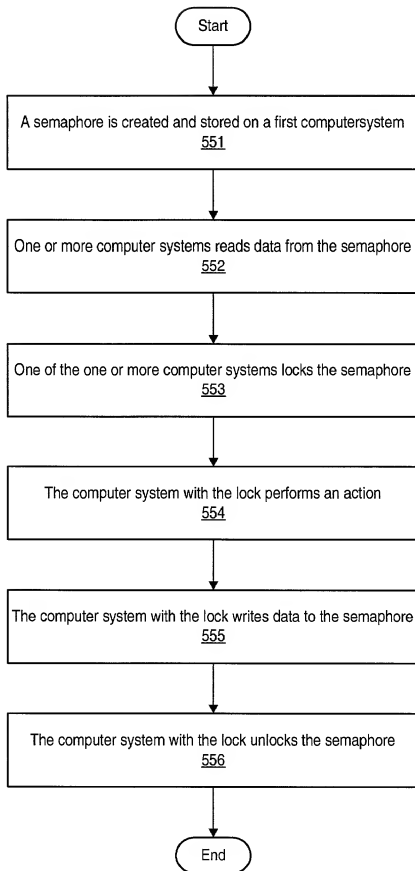 Start
A semaphore is created and stored on a first computersystem
551
One or more computer systems reads data from the semaphore
552
One of the one or more computer systems locks the semaphore
553
The computer system with the lock performs an action
554
The computer system with the lock writes data to the semaphore
555
The computer system with the lock unlocks the semaphore
556
End